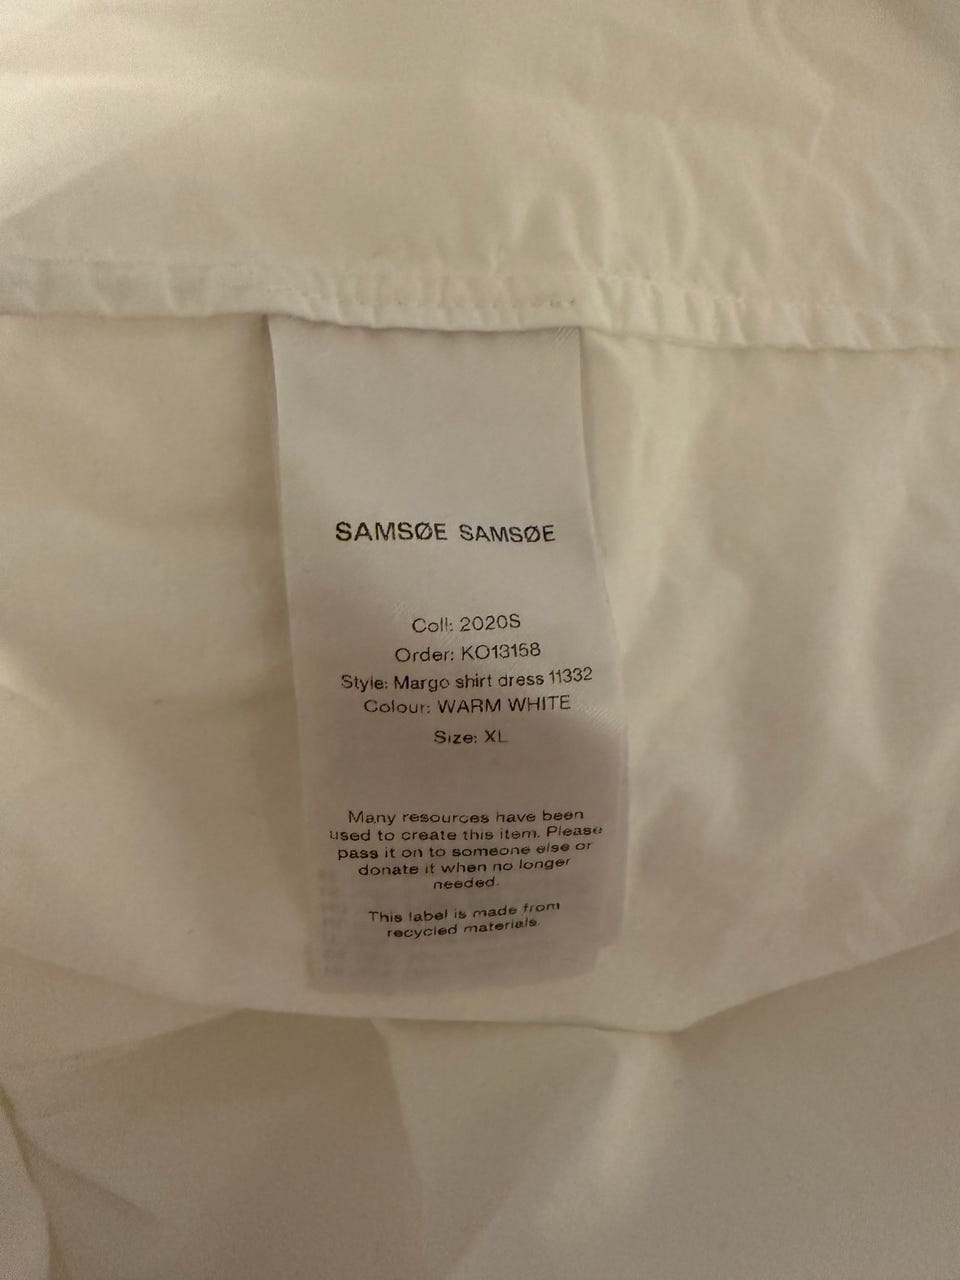 SAMSØE SAMSØE
Coll: 2020S
Order: KO13158
Style: Margo shirt dress 11332
Colour: WARM WHITE
Size: XL
Many resources have been
used to create this item. Please
pass it on to someone else or
donate it when no longer
needed.
This label is made from
recycled materials.